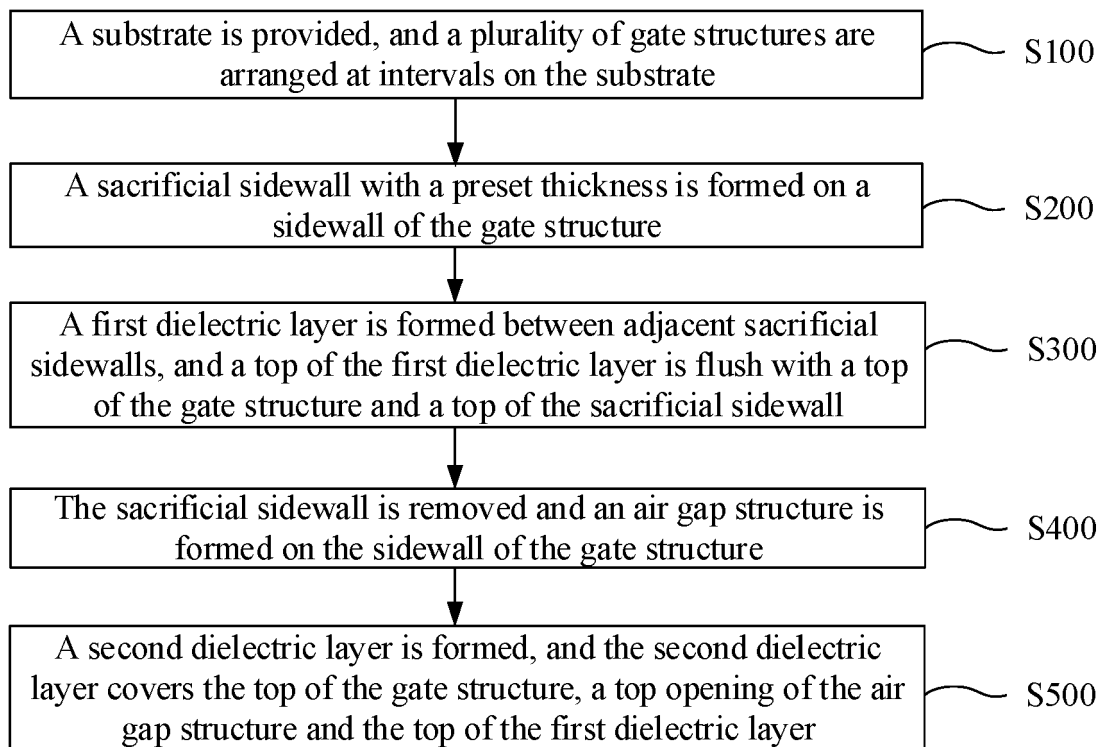 A substrate is provided, and a plurality of gate structures are
arranged at intervals on the substrate
S100
A sacrificial sidewall with a preset thickness is formed on a
sidewall of the gate structure
S200
A first dielectric layer is formed between adjacent sacrificial
sidewalls, and a top of the first dielectric layer is flush with a top
of the gate structure and a top of the sacrificial sidewall
S300
The sacrificial sidewall is removed and an air gap structure is
formed on the sidewall of the gate structure
S400
A second dielectric layer is formed, and the second dielectric
layer covers the top of the gate structure, a top opening of the air
gap structure and the top of the first dielectric layer
S500